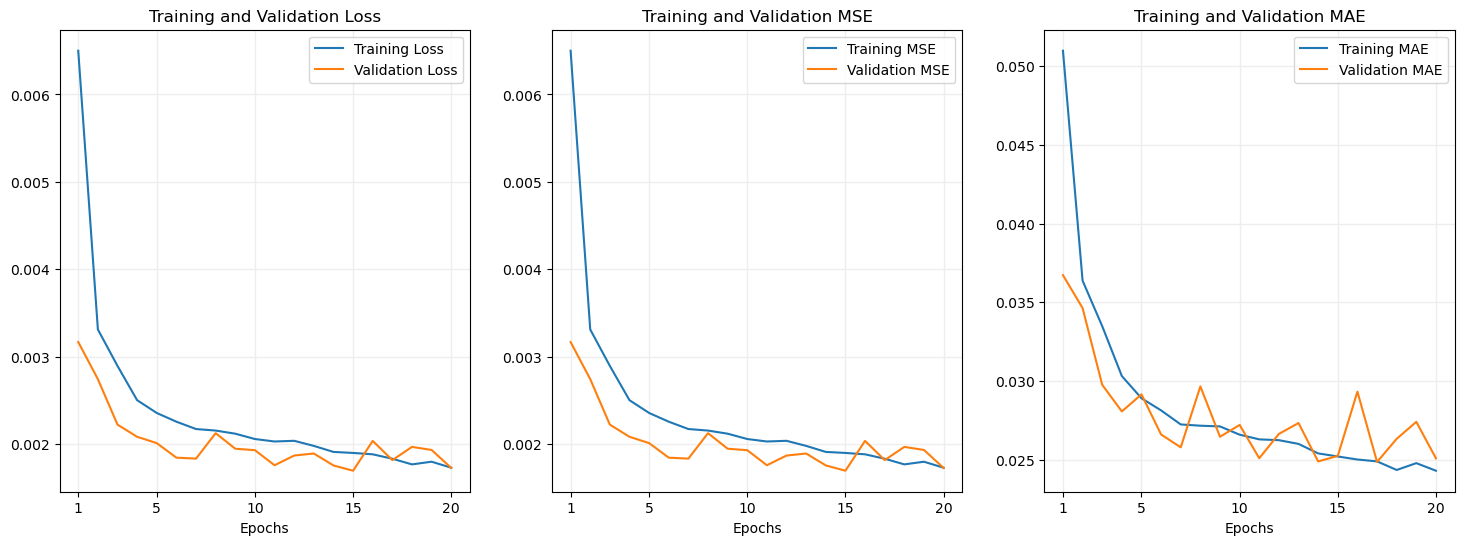 Training and Validation Loss
Training Loss
Validation Loss
0.006
0.005
0.004
0.003
0.002
1
5
10
15
20
Epochs
Training and Validation MSE
Training MSE
Validation MSE
0.006
0.005
0.004
0.003
0.002
1
5
10
15
20
Epochs
Training and Validation MAE
Training MAE
Validation MAE
0.050
0.045
0.040
0.035
0.030
0.025
1
5
10
15
20
Epochs